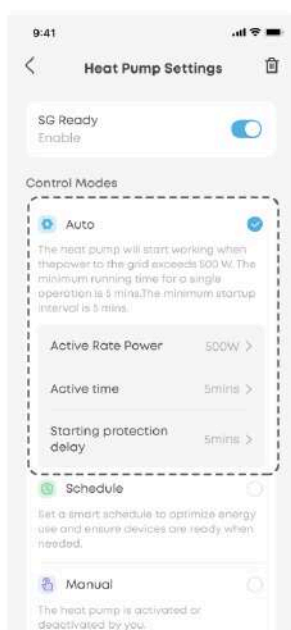 9:41
Heat Pump Settings
SG Ready
Enable
Control Modes
Auto
The heat pump will start working when
thepower to the grid exceeds 500 W. The
minimum running time for a single
operation is 5 mins.The minimum startup
interval is 5 mins.
Active Rate Power 500W >
Active time 5mins >
Starting protection
delay 5mins >
Schedule
Set a smart schedule to optimize energy
use and ensure devices are ready when
needed.
Manual
The heat pump is activated or
deactivated by you.